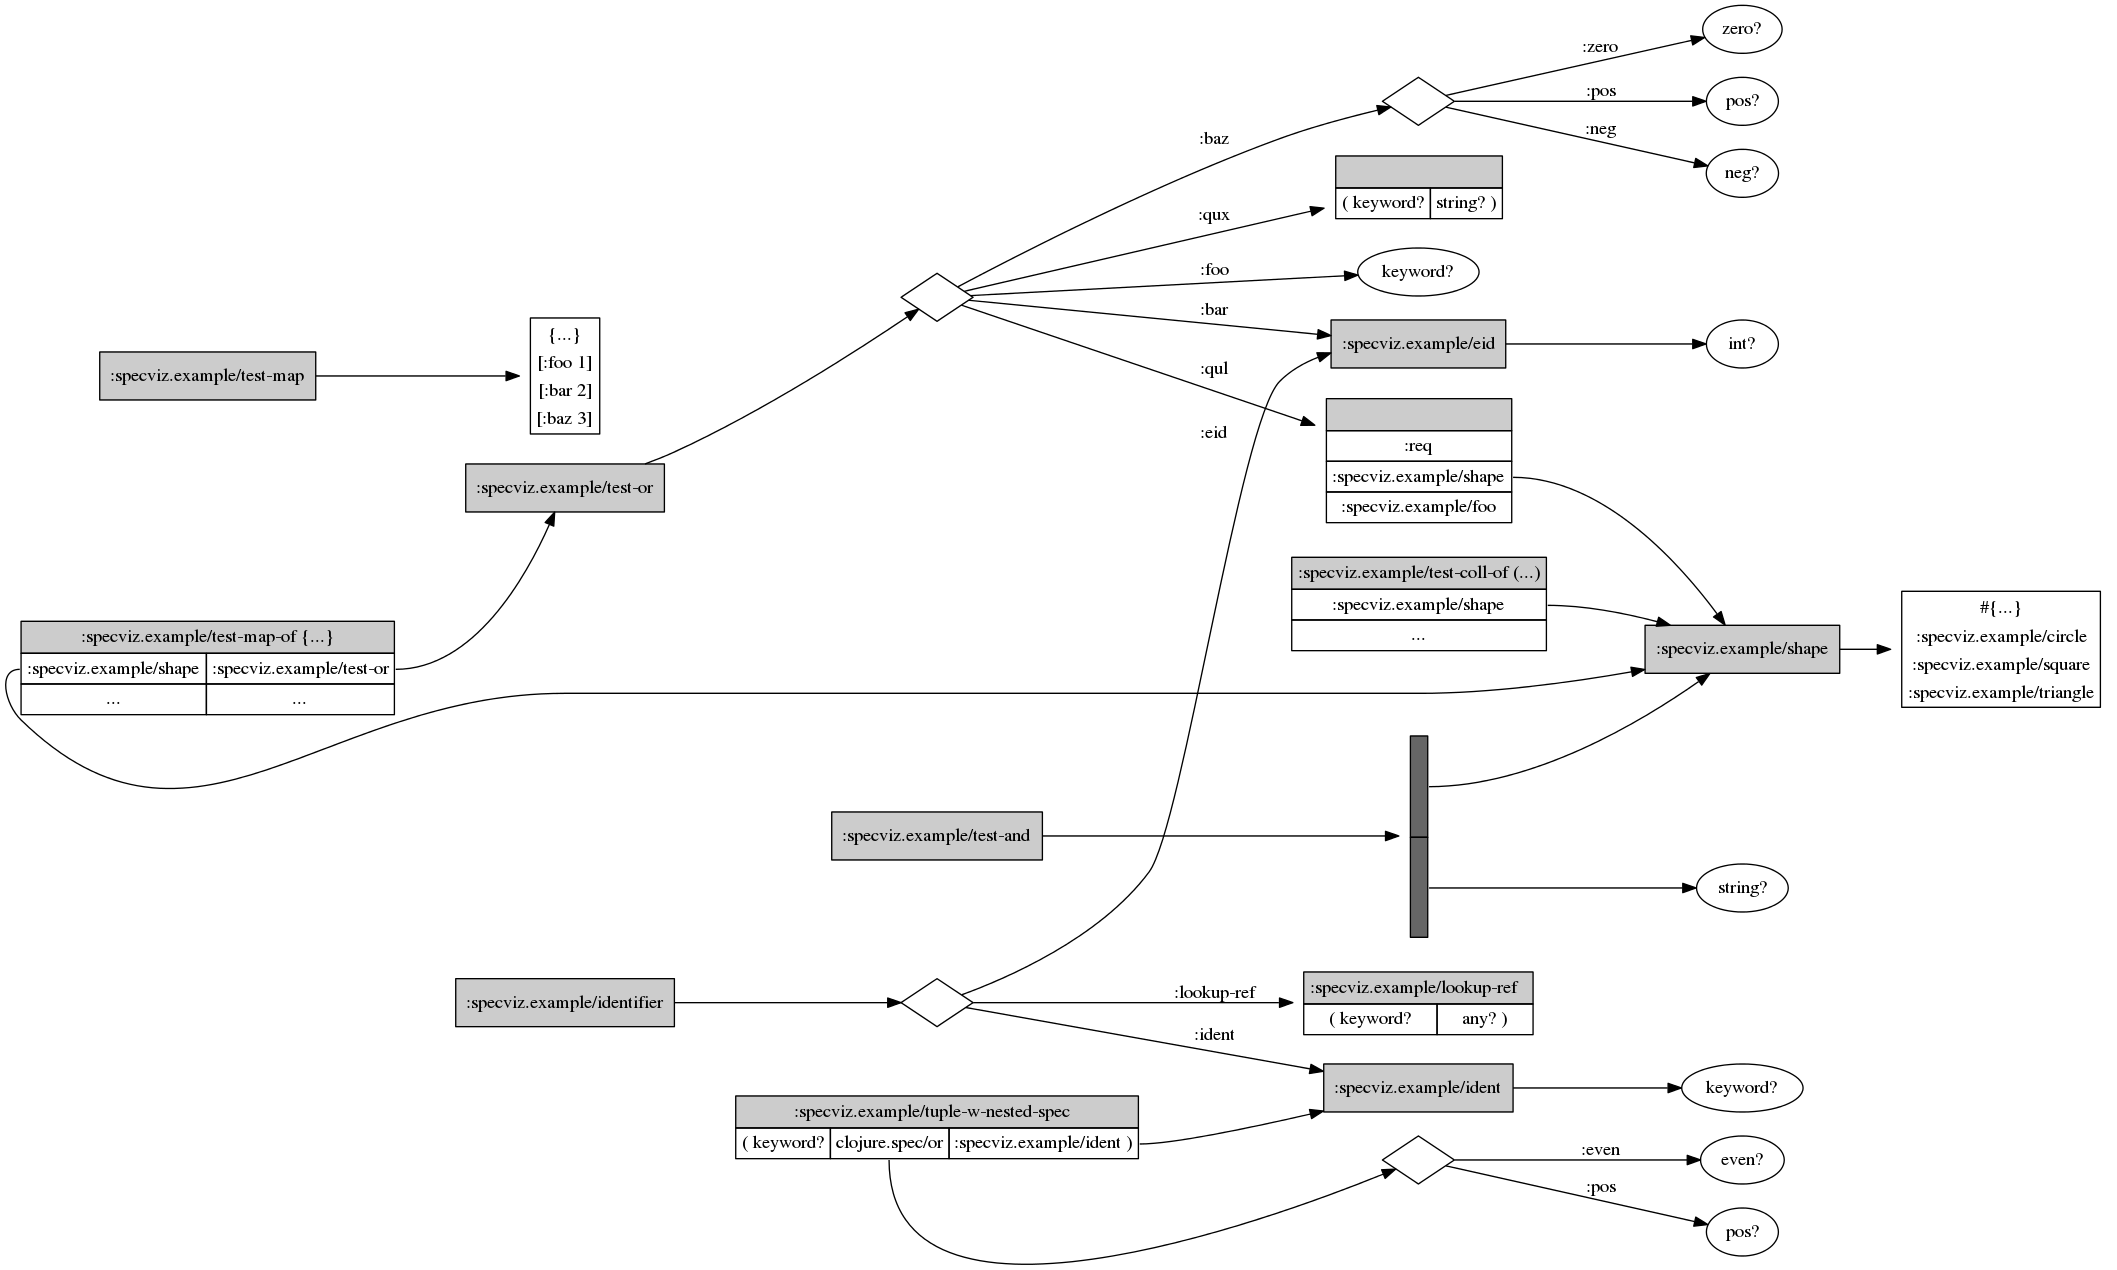 zero?
:zero
:pos
pos?
:neg
:baz
neg?
( keyword? string? )
:qux
:foo
keyword?
:bar
:specviz.example/eid
int?
{...}
[:foo 1]
[:bar 2]
[:baz 3]
:specviz.example/test-map
:qul
:eid
:req
:specviz.example/shape
:specviz.example/foo
:specviz.example/test-or
:specviz.example/test-coll-of (...)
:specviz.example/shape
...
:specviz.example/test-map-of {...}
:specviz.example/shape :specviz.example/test-or
... ...
:specviz.example/shape
#{...}
:specviz.example/circle
:specviz.example/square
:specviz.example/triangle
:specviz.example/test-and
string?
:specviz.example/identifier
:lookup-ref
:specviz.example/lookup-ref
( keyword? any? )
:ident
:specviz.example/ident
keyword?
:specviz.example/tuple-w-nested-spec
( keyword? clojure.spec/or :specviz.example/ident )
:even
even?
:pos
pos?